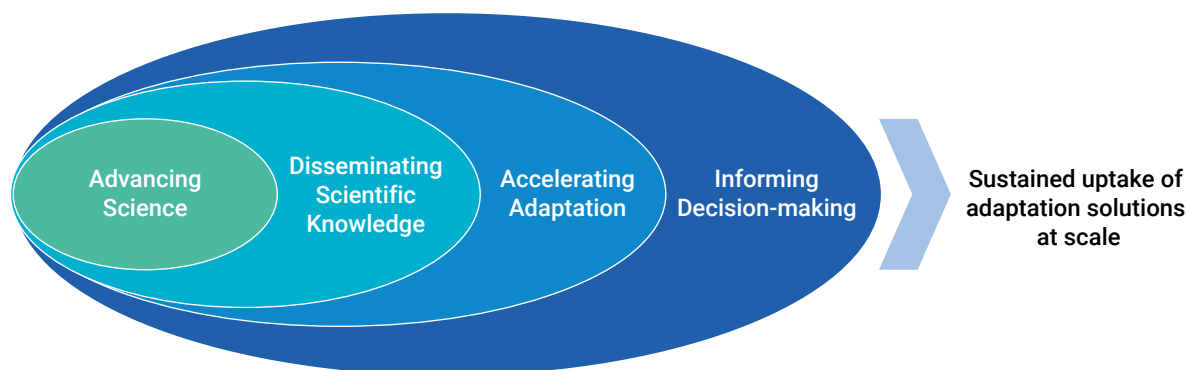 Advancing
Science
Disseminating
Scientific
Knowledge
Accelerating
Adaptation
Informing
Decision-making
Sustained uptake of
adaptation solutions
at scale